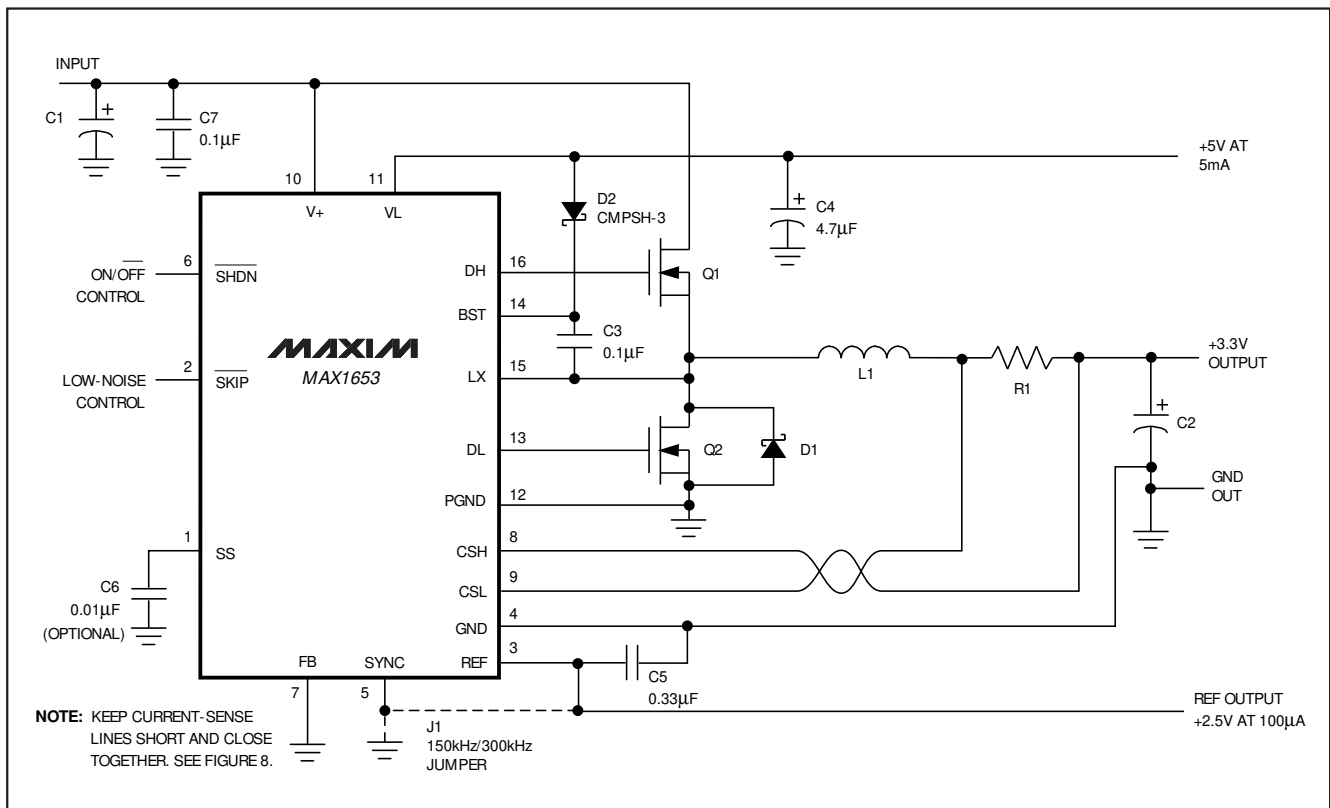 INPUT
C1
+
C7
0.1µF
+5V AT
5mA
10
11
V+
VL
D2
CMPSH-3
+
C4
4.7µF
ON/OFF
CONTROL
6
SHDN
DH
16
Q1
BST
14
C3
0.1µF
MAXIM
MAX1653
LOW-NOISE
CONTROL
2
SKIP
LX
15
L1
R1
+3.3V
OUTPUT
+
C2
DL
13
Q2
D1
PGND
12
GND
OUT
1
SS
CSH
8
C6
0.01µF
(OPTIONAL)
CSL
9
GND
4
REF
3
FB
SYNC
7
5
C5
0.33µF
REF OUTPUT
+2.5V AT 100µA
J1
150kHz/300kHz
JUMPER
NOTE: KEEP CURRENT-SENSE
LINES SHORT AND CLOSE
TOGETHER. SEE FIGURE 8.